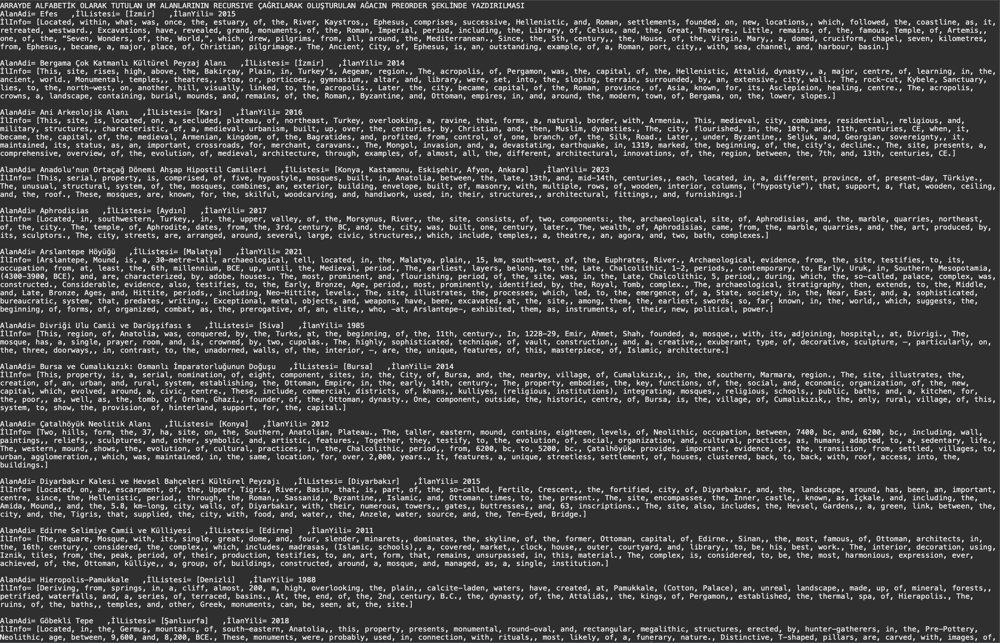 ARRAYDE ALFABETİK OLARAK TUTULAN UM ALANLARININ RECURSIVE ÇAĞRILARAK OLUŞTURULAN AĞACIN PREORDER ŞEKLİNDE YAZDIRILMASI
AlanAdi= Efes   ,İlListesi= [İzmir]   ,İlanYili= 2015
İlInfo= [Located, within, what, was, once, the, estuary, of, the, River, Kaystros,, Ephesus, comprises, successive, Hellenistic, and, Roman, settlements, founded, on, new, locations,, which, followed, the, coastline, as, it,
retreated, westward., Excavations, have, revealed, grand, monuments, of, the, Roman, Imperial, period, including, the, Library, of, Celsus, and, the, Great, Theatre., Little, remains, of, the, famous, Temple, of, Artemis,,
one, of, the, “Seven, Wonders, of, the, World,”, which, drew, pilgrims, from, all, around, the, Mediterranean., Since, the, 5th, century,, the, House, of, the, Virgin, Mary,, a, domed, cruciform, chapel, seven, kilometres,
from, Ephesus,, became, a, major, place, of, Christian, pilgrimage., The, Ancient, City, of, Ephesus, is, an, outstanding, example, of, a, Roman, port, city,, with, sea, channel, and, harbour, basin.]
AlanAdi= Bergama Çok Katmanlı Kültürel Peyzaj Alanı   ,İlListesi= [İzmir]   ,İlanYili= 2014
İlInfo= [This, site, rises, high, above, the, Bakirçay, Plain, in, Turkey’s, Aegean, region., The, acropolis, of, Pergamon, was, the, capital, of, the, Hellenistic, Attalid, dynasty,, a, major, centre, of, learning, in, the,
ancient, world., Monumental, temples,, theatres,, stoa, or, porticoes,, gymnasium,, altar, and, library, were, set, into, the, sloping, terrain, surrounded, by, an, extensive, city, wall., The, rock-cut, Kybele, Sanctuary,
lies, to, the, north-west, on, another, hill, visually, linked, to, the, acropolis., Later, the, city, became, capital, of, the, Roman, province, of, Asia, known, for, its, Asclepieion, healing, centre., The, acropolis,
crowns, a, landscape, containing, burial, mounds, and, remains, of, the, Roman,, Byzantine, and, Ottoman, empires, in, and, around, the, modern, town, of, Bergama, on, the, lower, slopes.]
AlanAdi= Ani Arkeolojik Alanı   ,İlListesi= [Kars]   ,İlanYili= 2016
İlInfo= [This, site, is, located, on, a, secluded, plateau, of, northeast, Turkey, overlooking, a, ravine, that, forms, a, natural, border, with, Armenia., This, medieval, city, combines, residential,, religious, and,
military, structures,, characteristic, of, a, medieval, urbanism, built, up, over, the, centuries, by, Christian, and, then, Muslim, dynasties., The, city, flourished, in, the, 10th, and, 11th, centuries, CE, when, it,
became, the, capital, of, the, medieval, Armenian, kingdom, of, the, Bagratides, and, profited, from, control, of, one, branch, of, the, Silk, Road., Later,, under, Byzantine,, Seljuk, and, Georgian, sovereignty,, it,
maintained, its, status, as, an, important, crossroads, for, merchant, caravans., The, Mongol, invasion, and, a, devastating, earthquake, in, 1319, marked, the, beginning, of, the, city’s, decline., The, site, presents, a,
comprehensive, overview, of, the, evolution, of, medieval, architecture, through, examples, of, almost, all, the, different, architectural, innovations, of, the, region, between, the, 7th, and, 13th, centuries, CE.]
AlanAdi= Anadolu’nun Ortaçağ Dönemi Ahşap Hipostil Camiileri   ,İlListesi= [Konya, Kastamonu, Eskişehir, Afyon, Ankara]   ,İlanYili= 2023
İlInfo= [This, serial, property, is, comprised, of, five, hypostyle, mosques, built, in, Anatolia, between, the, late, 13th, and, mid-14th, centuries,, each, located, in, a, different, province, of, present-day, Türkiye.,
The, unusual, structural, system, of, the, mosques, combines, an, exterior, building, envelope, built, of, masonry, with, multiple, rows, of, wooden, interior, columns, (“hypostyle”), that, support, a, flat, wooden, ceiling,
and, the, roof., These, mosques, are, known, for, the, skilful, woodcarving, and, handiwork, used, in, their, structures,, architectural, fittings,, and, furnishings.]
AlanAdi= Aphrodisias   ,İlListesi= [Aydın]   ,İlanYili= 2017
İlInfo= [Located, in, southwestern, Turkey,, in, the, upper, valley, of, the, Morsynus, River,, the, site, consists, of, two, components:, the, archaeological, site, of, Aphrodisias, and, the, marble, quarries, northeast,
of, the, city., The, temple, of, Aphrodite, dates, from, the, 3rd, century, BC, and, the, city, was, built, one, century, later., The, wealth, of, Aphrodisias, came, from, the, marble, quarries, and, the, art, produced, by,
its, sculptors., The, city, streets, are, arranged, around, several, large, civic, structures,, which, include, temples,, a, theatre,, an, agora, and, two, bath, complexes.]
AlanAdi= Arslantepe Höyüğü   ,İlListesi= [Malatya]   ,İlanYili= 2021
İlInfo= [Arslantepe, Mound, is, a, 30-metre-tall, archaeological, tell, located, in, the, Malatya, plain,, 15, km, south-west, of, the, Euphrates, River., Archaeological, evidence, from, the, site, testifies, to, its,
occupation, from, at, least, the, 6th, millennium, BCE, up, until, the, Medieval, period., The, earliest, layers, belong, to, the, Late, Chalcolithic, 1-2, periods,, contemporary, to, Early, Uruk, in, Southern, Mesopotamia,
(4300-3900, BCE), and, are, characterized, by, adobe, houses., The, most, prominent, and, flourishing, period, of, the, site, was, in, the, Late, Chalcolithic, 5, period,, during, which, the, so-called, palace, complex, was,
constructed., Considerable, evidence, also, testifies, to, the, Early, Bronze, Age, period,, most, prominently, identified, by, the, Royal, Tomb, complex., The, archaeological, stratigraphy, then, extends, to, the, Middle,
and, Late, Bronze, Ages, and, Hittite, periods,, including, Neo-Hittite, levels., The, site, illustrates, the, processes, which, led, to, the, emergence, of, a, State, society, in, the, Near, East, and, a, sophisticated,
bureaucratic, system, that, predates, writing., Exceptional, metal, objects, and, weapons, have, been, excavated, at, the, site,, among, them, the, earliest, swords, so, far, known, in, the, world,, which, suggests, the,
beginning, of, forms, of, organized, combat, as, the, prerogative, of, an, elite,, who, -at, Arslantepe-, exhibited, them, as, instruments, of, their, new, political, power.]
AlanAdi= Divriği Ulu Camii ve Darüşşifası s   ,İlListesi= [Siva]   ,İlanYili= 1985
İlInfo= [This, region, of, Anatolia, was, conquered, by, the, Turks, at, the, beginning, of, the, 11th, century., In, 1228–29, Emir, Ahmet, Shah, founded, a, mosque,, with, its, adjoining, hospital,, at, Divrigi., The,
mosque, has, a, single, prayer, room, and, is, crowned, by, two, cupolas., The, highly, sophisticated, technique, of, vault, construction,, and, a, creative,, exuberant, type, of, decorative, sculpture, –, particularly, on,
the, three, doorways,, in, contrast, to, the, unadorned, walls, of, the, interior, –, are, the, unique, features, of, this, masterpiece, of, Islamic, architecture.]
AlanAdi= Bursa ve Cumalıkızık: Osmanlı İmparatorluğunun Doğuşu   ,İlListesi= [Bursa]   ,İlanYili= 2014
İlInfo= [This, property, is, a, serial, nomination, of, eight, component, sites, in, the, City, of, Bursa, and, the, nearby, village, of, Cumalıkızık,, in, the, southern, Marmara, region., The, site, illustrates, the,
creation, of, an, urban, and, rural, system, establishing, the, Ottoman, Empire, in, the, early, 14th, century., The, property, embodies, the, key, functions, of, the, social, and, economic, organization, of, the, new,
capital, which, evolved, around, a, civic, centre., These, include, commercial, districts, of, khans,, kulliyes, (religious, institutions), integrating, mosques,, religious, schools,, public, baths, and, a, kitchen, for,
the, poor,, as, well, as, the, tomb, of, Orhan, Ghazi,, founder, of, the, Ottoman, dynasty., One, component, outside, the, historic, centre, of, Bursa, is, the, village, of, Cumalıkızık,, the, only, rural, village, of, this,
system, to, show, the, provision, of, hinterland, support, for, the, capital.]
AlanAdi= Çatalhöyük Neolitik Alanı   ,İlListesi= [Konya]   ,İlanYili= 2012
İlInfo= [Two, hills, form, the, 37, ha, site, on, the, Southern, Anatolian, Plateau., The, taller, eastern, mound, contains, eighteen, levels, of, Neolithic, occupation, between, 7400, bc, and, 6200, bc,, including, wall,
paintings,, reliefs,, sculptures, and, other, symbolic, and, artistic, features., Together, they, testify, to, the, evolution, of, social, organization, and, cultural, practices, as, humans, adapted, to, a, sedentary, life.,
The, western, mound, shows, the, evolution, of, cultural, practices, in, the, Chalcolithic, period,, from, 6200, bc, to, 5200, bc., Çatalhöyük, provides, important, evidence, of, the, transition, from, settled, villages, to,
urban, agglomeration,, which, was, maintained, in, the, same, location, for, over, 2,000, years., It, features, a, unique, streetless, settlement, of, houses, clustered, back, to, back, with, roof, access, into, the,
buildings.]
AlanAdi= Diyarbakır Kalesi ve Hevsel Bahçeleri Kültürel Peyzajı   ,İlListesi= [Diyarbakır]   ,İlanYili= 2015
İlInfo= [Located, on, an, escarpment, of, the, Upper, Tigris, River, Basin, that, is, part, of, the, so-called, Fertile, Crescent,, the, fortified, city, of, Diyarbakır, and, the, landscape, around, has, been, an, important,
centre, since, the, Hellenistic, period,, through, the, Roman,, Sassanid,, Byzantine,, Islamic, and, Ottoman, times, to, the, present., The, site, encompasses, the, Inner, castle,, known, as, İçkale, and, including, the,
Amida, Mound,, and, the, 5.8, km-long, city, walls, of, Diyarbakır, with, their, numerous, towers,, gates,, buttresses,, and, 63, inscriptions., The, site, also, includes, the, Hevsel, Gardens,, a, green, link, between, the,
city, and, the, Tigris, that, supplied, the, city, with, food, and, water,, the, Anzele, water, source, and, the, Ten-Eyed, Bridge.]
AlanAdi= Edirne Selimiye Camii ve Külliyesi   ,İlListesi= [Edirne]   ,İlanYili= 2011
İlInfo= [The, square, Mosque, with, its, single, great, dome, and, four, slender, minarets,, dominates, the, skyline, of, the, former, Ottoman, capital, of, Edirne., Sinan,, the, most, famous, of, Ottoman, architects, in,
the, 16th, century,, considered, the, complex,, which, includes, madrasas, (Islamic, schools),, a, covered, market,, clock, house,, outer, courtyard, and, library,, to, be, his, best, work., The, interior, decoration, using,
Iznik, tiles, from, the, peak, period, of, their, production, testifies, to, an, art, form, that, remains, unsurpassed, in, this, material., The, complex, is, considered, to, be, the, most, harmonious, expression, ever,
achieved, of, the, Ottoman, külliye,, a, group, of, buildings, constructed, around, a, mosque, and, managed, as, a, single, institution.]
AlanAdi= Hieropolis-Pamukkale   ,İlListesi= [Denizli]   ,İlanYili= 1988
İlInfo= [Deriving, from, springs, in, a, cliff, almost, 200, m, high, overlooking, the, plain,, calcite-laden, waters, have, created, at, Pamukkale, (Cotton, Palace), an, unreal, landscape,, made, up, of, mineral, forests,,
petrified, waterfalls, and, a, series, of, terraced, basins., At, the, end, of, the, 2nd, century, B.C., the, dynasty, of, the, Attalids,, the, kings, of, Pergamon,, established, the, thermal, spa, of, Hierapolis., The,
ruins, of, the, baths,, temples, and, other, Greek, monuments, can, be, seen, at, the, site.]
AlanAdi= Göbekli Tepe   ,İlListesi= [Şanlıurfa]   ,İlanYili= 2018
İlInfo= [Located, in, the, Germuş, mountains, of, south-eastern, Anatolia,, this, property, presents, monumental, round-oval, and, rectangular, megalithic, structures, erected, by, hunter-gatherers, in, the, Pre-Pottery,
Neolithic, age, between, 9,600, and, 8,200, BCE., These, monuments, were, probably, used, in, connection, with, rituals,, most, likely, of, a, funerary, nature., Distinctive, T-shaped, pillars, are, carved, with, images, of,